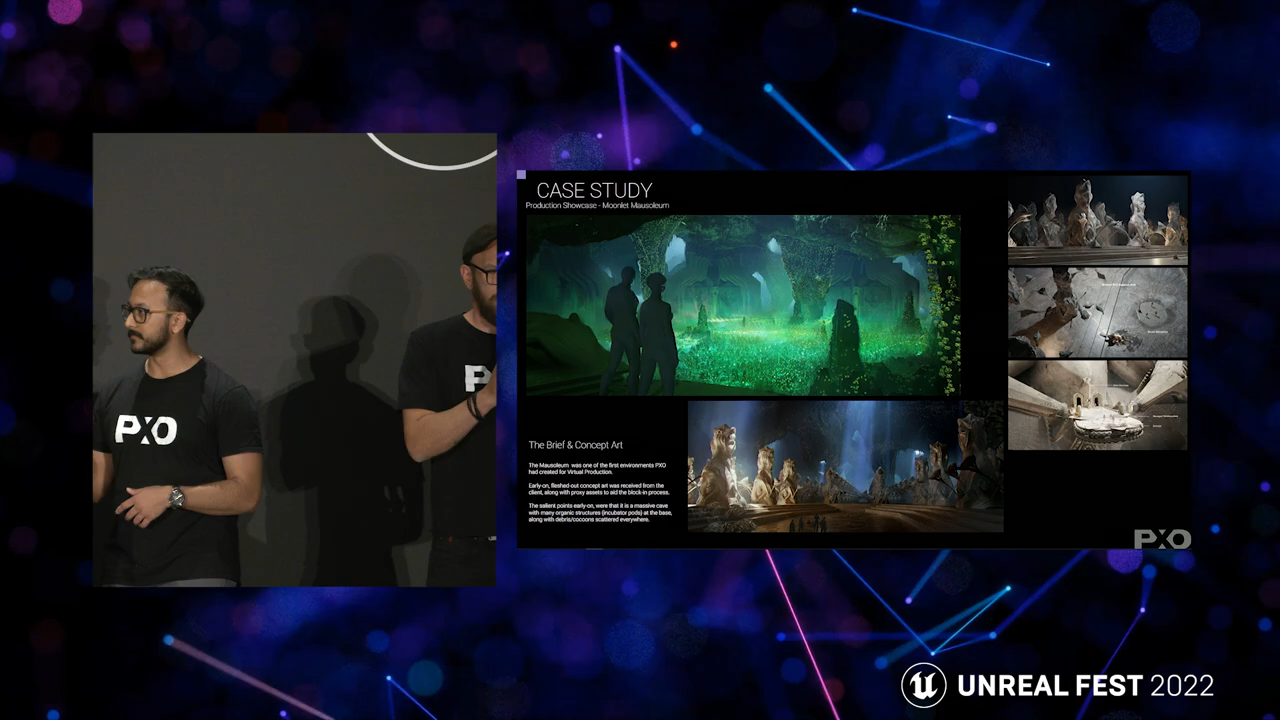 CASE STUDY
Production Showcase - Moonlet Mausoleum
The Brief & Concept Art
The Mausoleum was one of the first environments PXO
had created for Virtual Production.
Early-on, fleshed-out concept art was received from the
client, along with proxy assets to aid the block-in process.
The salient points early-on, were that it is a massive cave
with many organic structures (incubator pods) at the base,
along with debris/cocoons scattered everywhere.
PXO
PXO
P
UNREAL FEST 2022